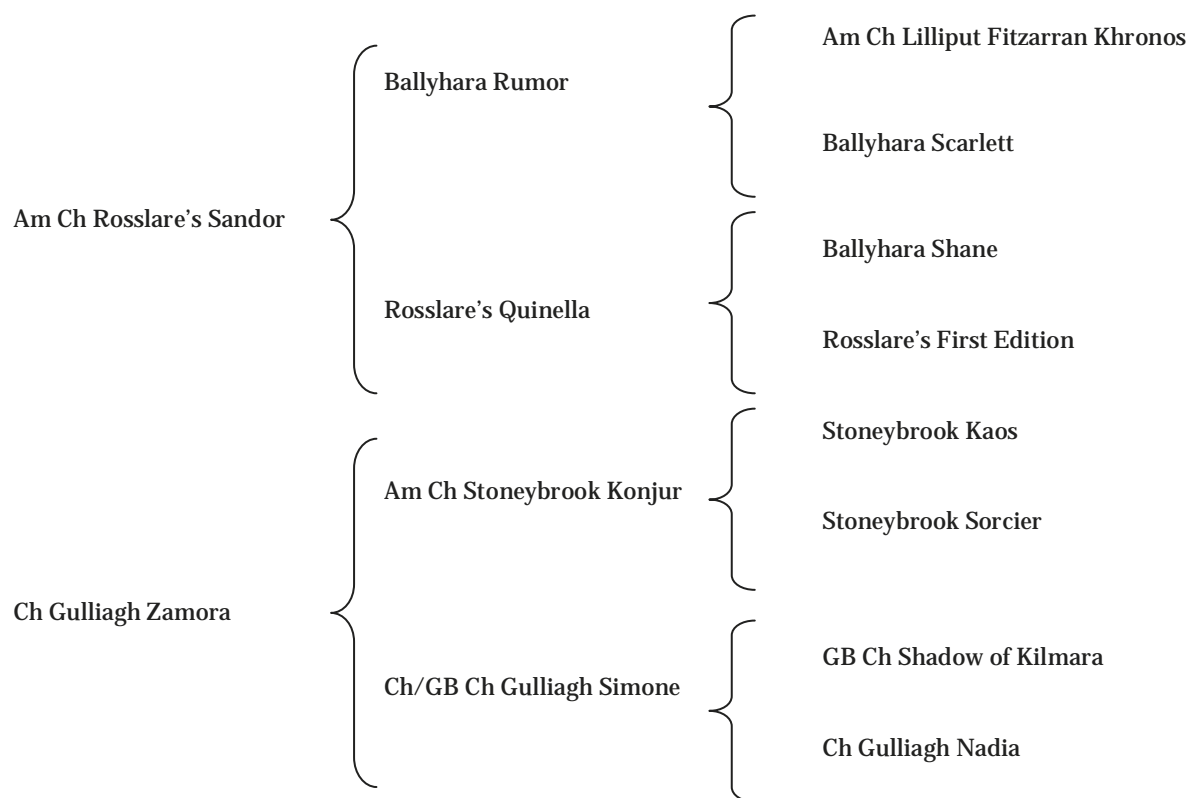 Am Ch Rosslare’s Sandor
Ballyhara Rumor
Am Ch Lilliput Fitzarran Khronos
Ballyhara Scarlett
Rosslare’s Quinella
Ballyhara Shane
Rosslare’s First Edition
Ch Gulliagh Zamora
Am Ch Stoneybrook Konjur
Stoneybrook Kaos
Stoneybrook Sorcier
Ch/GB Ch Gulliagh Simone
GB Ch Shadow of Kilmara
Ch Gulliagh Nadia